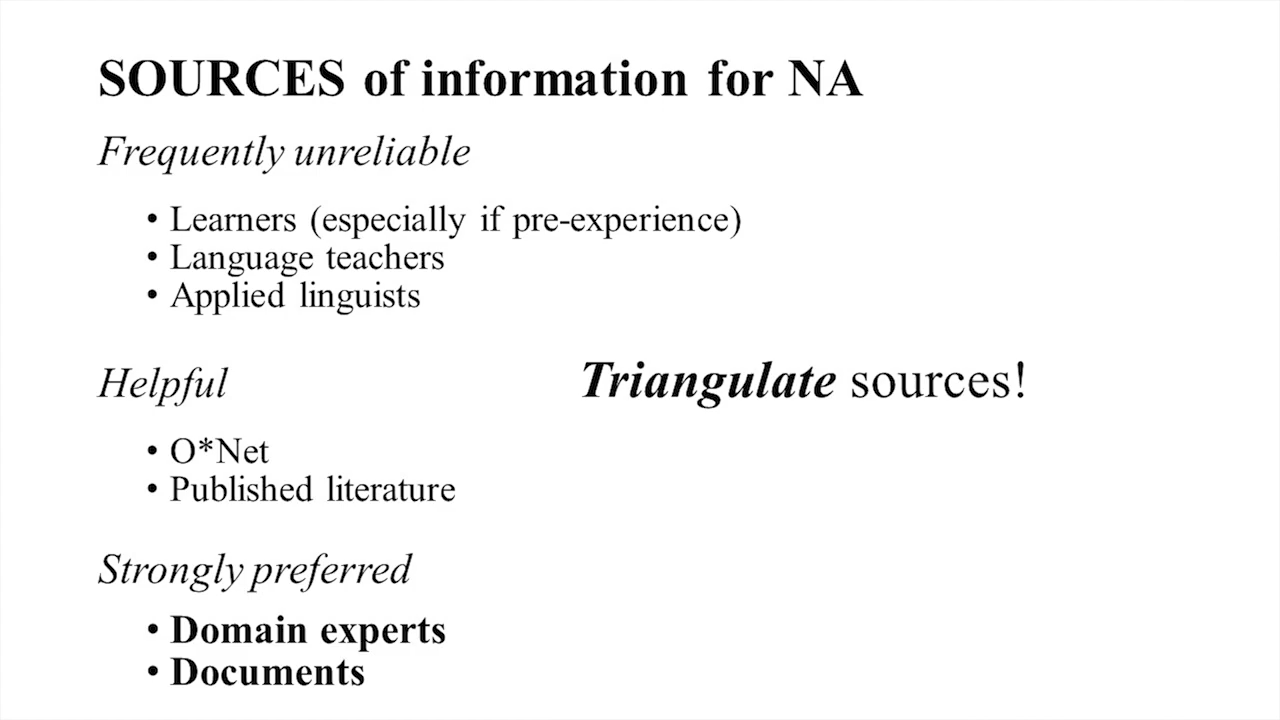 SOURCES of information for NA
Frequently unreliable
• Learners (especially if pre-experience)
• Language teachers
• Applied linguists
Helpful
Triangulate sources!
• O*Net
• Published literature
Strongly preferred
• Domain experts
• Documents